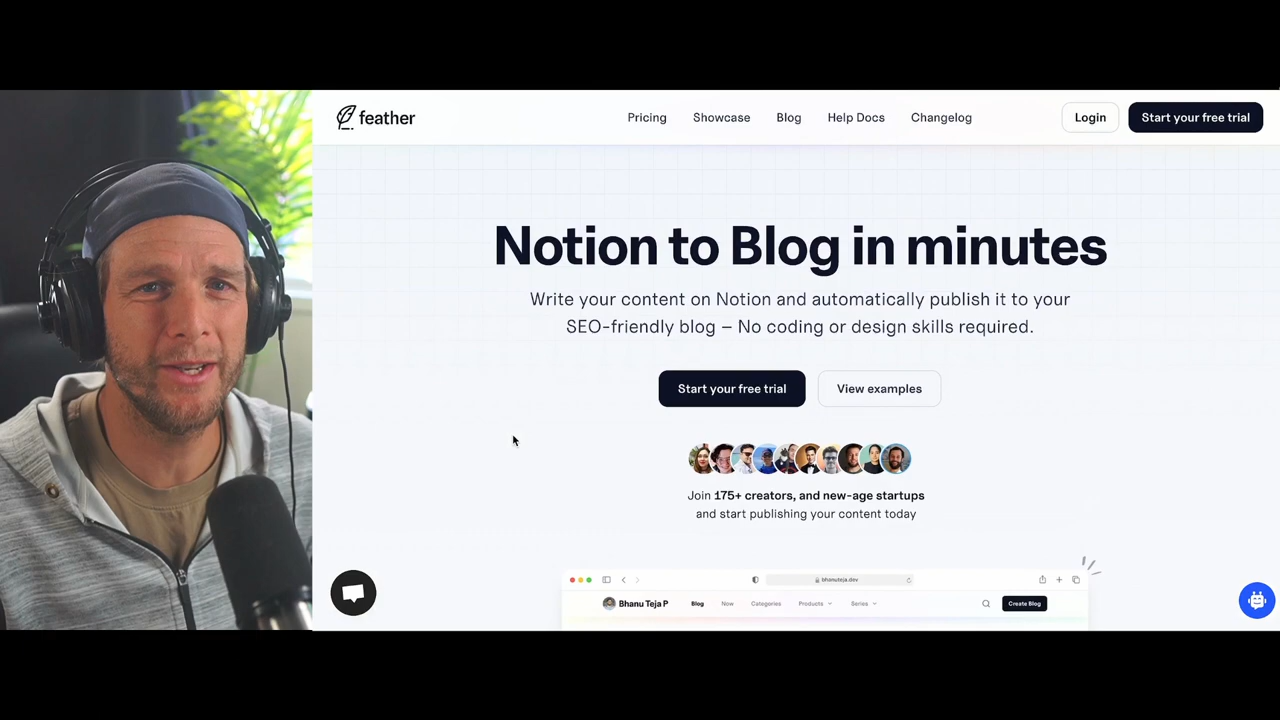 feather
Pricing
Showcase
Blog
Help Docs
Changelog
Login
Start your free trial
Notion to Blog in minutes
Write your content on Notion and automatically publish it to your
SEO-friendly blog – No coding or design skills required.
Start your free trial
View examples
Join 175+ creators, and new-age startups
and start publishing your content today
bhanuteja.dev
Bhanu Teja P
Blog
Now
Categories
Products
Series
Create Blog